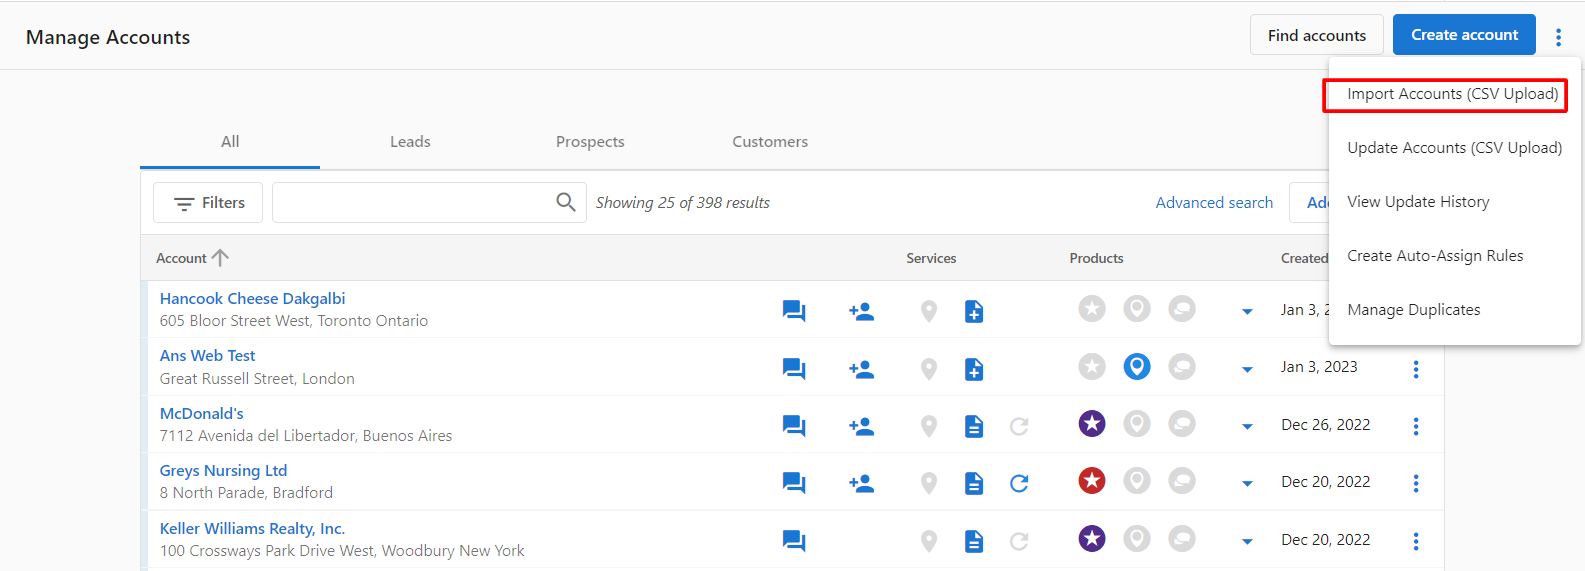 Manage Accounts
Find accounts
Create account
Import Accounts (CSV Upload)
Update Accounts (CSV Upload)
View Update History
Create Auto-Assign Rules
Manage Duplicates
All
Leads
Prospects
Customers
Filters
Showing 25 of 398 results
Advanced search
Account
Services
Products
Created
Hancook Cheese Dakgalbi
605 Bloor Street West, Toronto Ontario
Jan 3, 2
Ans Web Test
Great Russell Street, London
Jan 3, 2023
McDonald's
7112 Avenida del Libertador, Buenos Aires
Dec 26, 2022
Greys Nursing Ltd
8 North Parade, Bradford
Dec 20, 2022
Keller Williams Realty, Inc.
100 Crossways Park Drive West, Woodbury New York
Dec 20, 2022